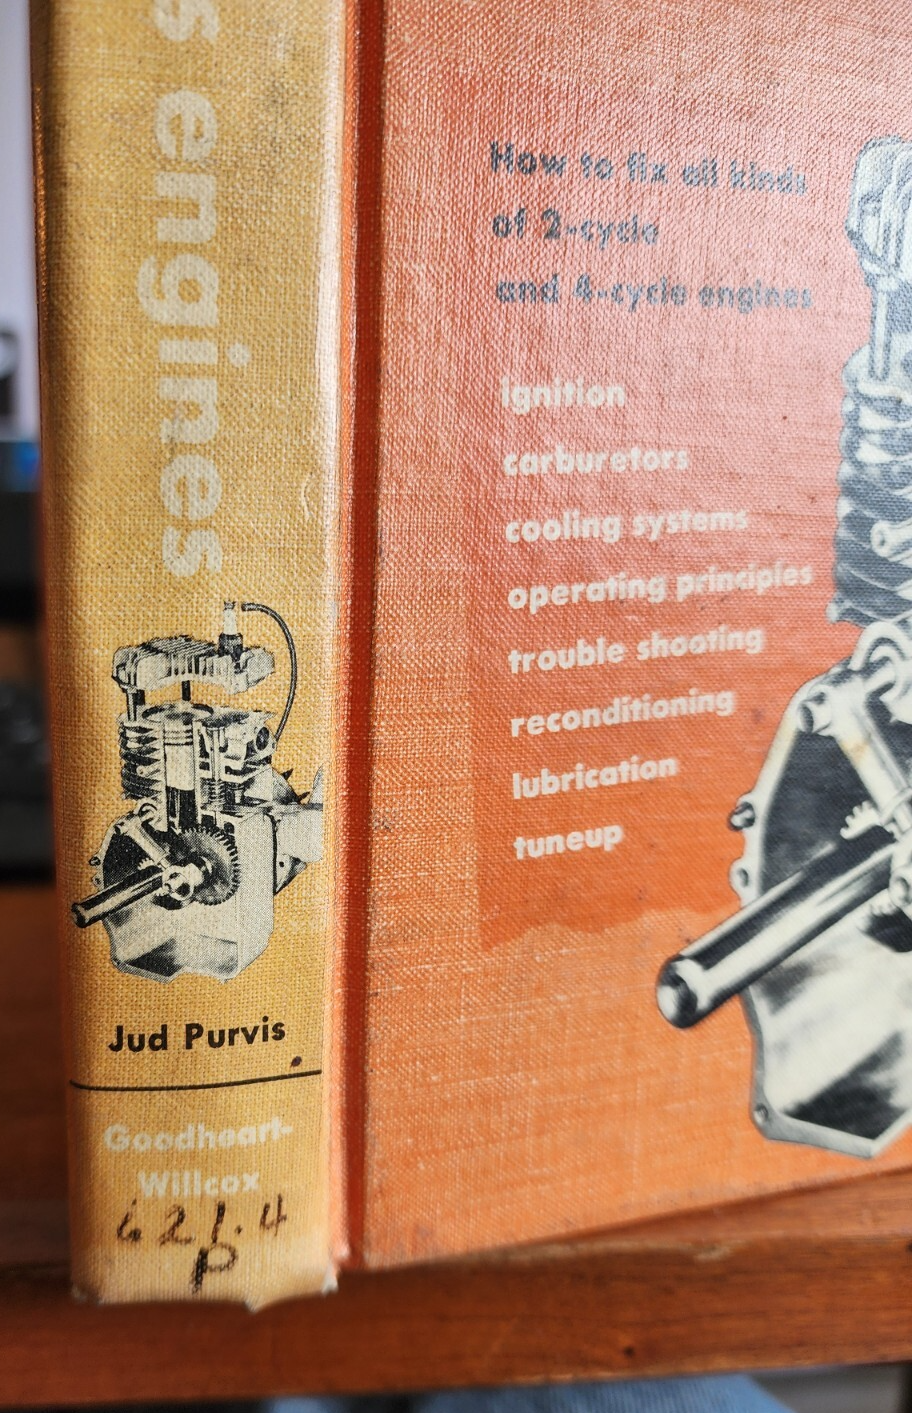 s engines
Jud Purvis
Goodheart-
Willcox
621.4
P
How to fix all kinds
of 2-cycle
and 4-cycle engines
ignition
carburetors
cooling systems
operating principles
trouble shooting
reconditioning
lubrication
tuneup